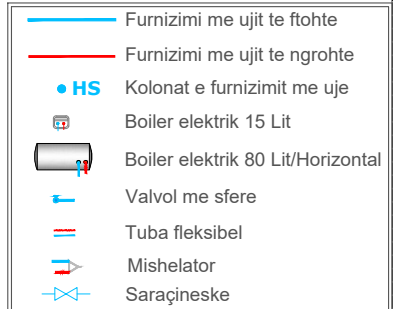 Furnizimi me ujit te ftohte
Furnizimi me ujit te ngrohte
HS Kolonat e furnizimit me uje
Boiler elektrik 15 Lit
Boiler elektrik 80 Lit/Horizontal
Valvol me sfere
Tuba fleksibel
Mishelator
Saraçineske